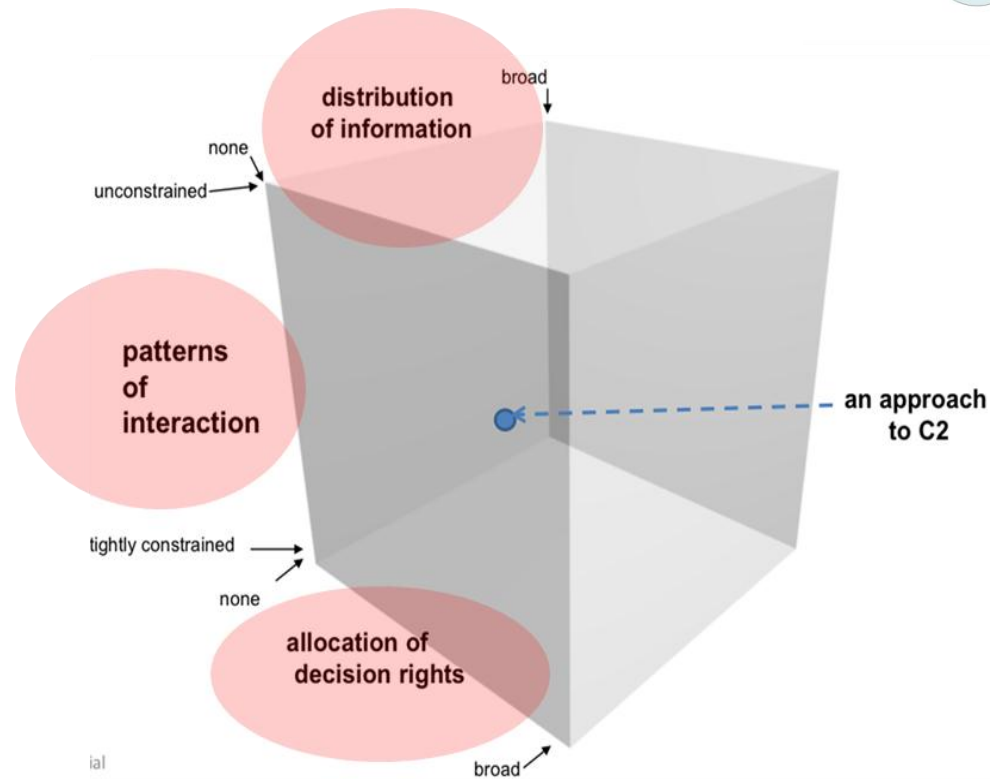 broad
distribution
of information
none
unconstrained
patterns
of
interaction
an approach
to C2
tightly constrained
none
allocation of
decision rights
ial
broad